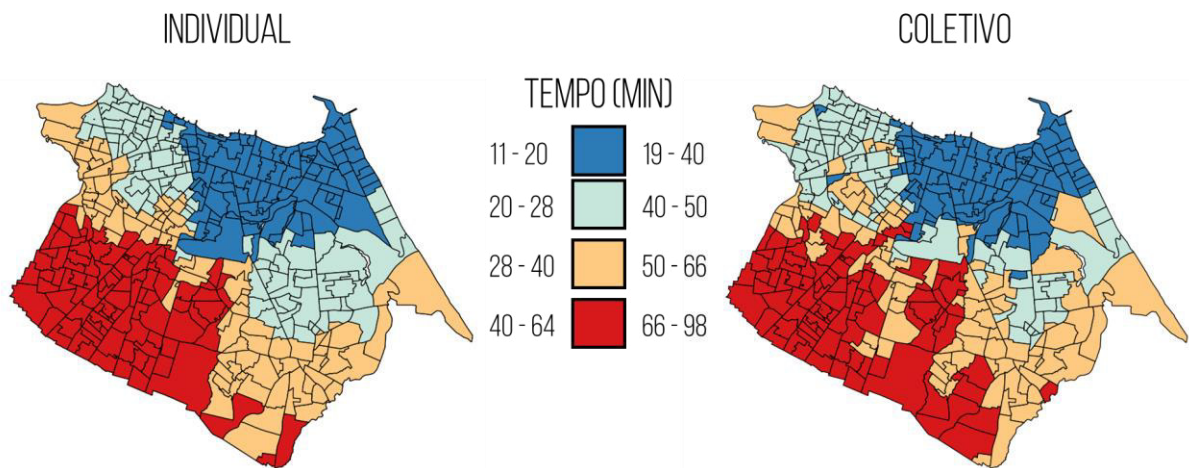 INDIVIDUAL
COLETIVO
TEMPO (MIN)
11 - 20 19 - 40
20 - 28 40 - 50
28 - 40 50 - 66
40 - 64 66 - 98